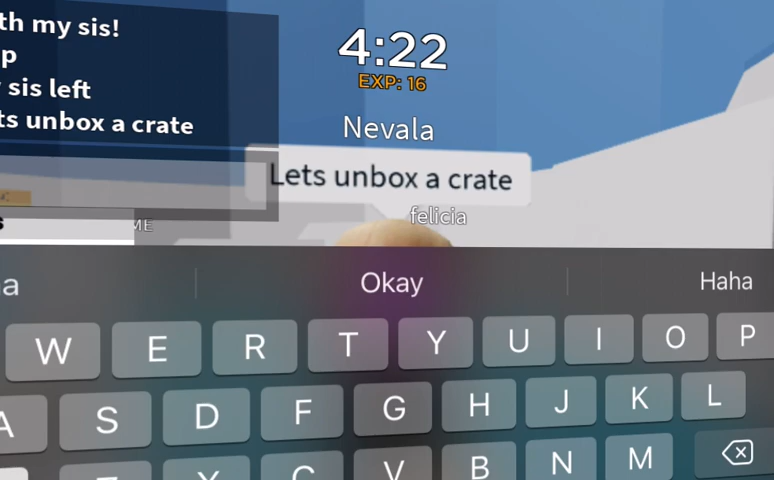 th my sis!
p
sis left
ts unbox a crate
4:22
EXP: 16
Nevala
Lets unbox a crate
felicia
ME
s
a
Okay
Haha
W E R T Y U I O P
A S D F G H J K L
C V B N M